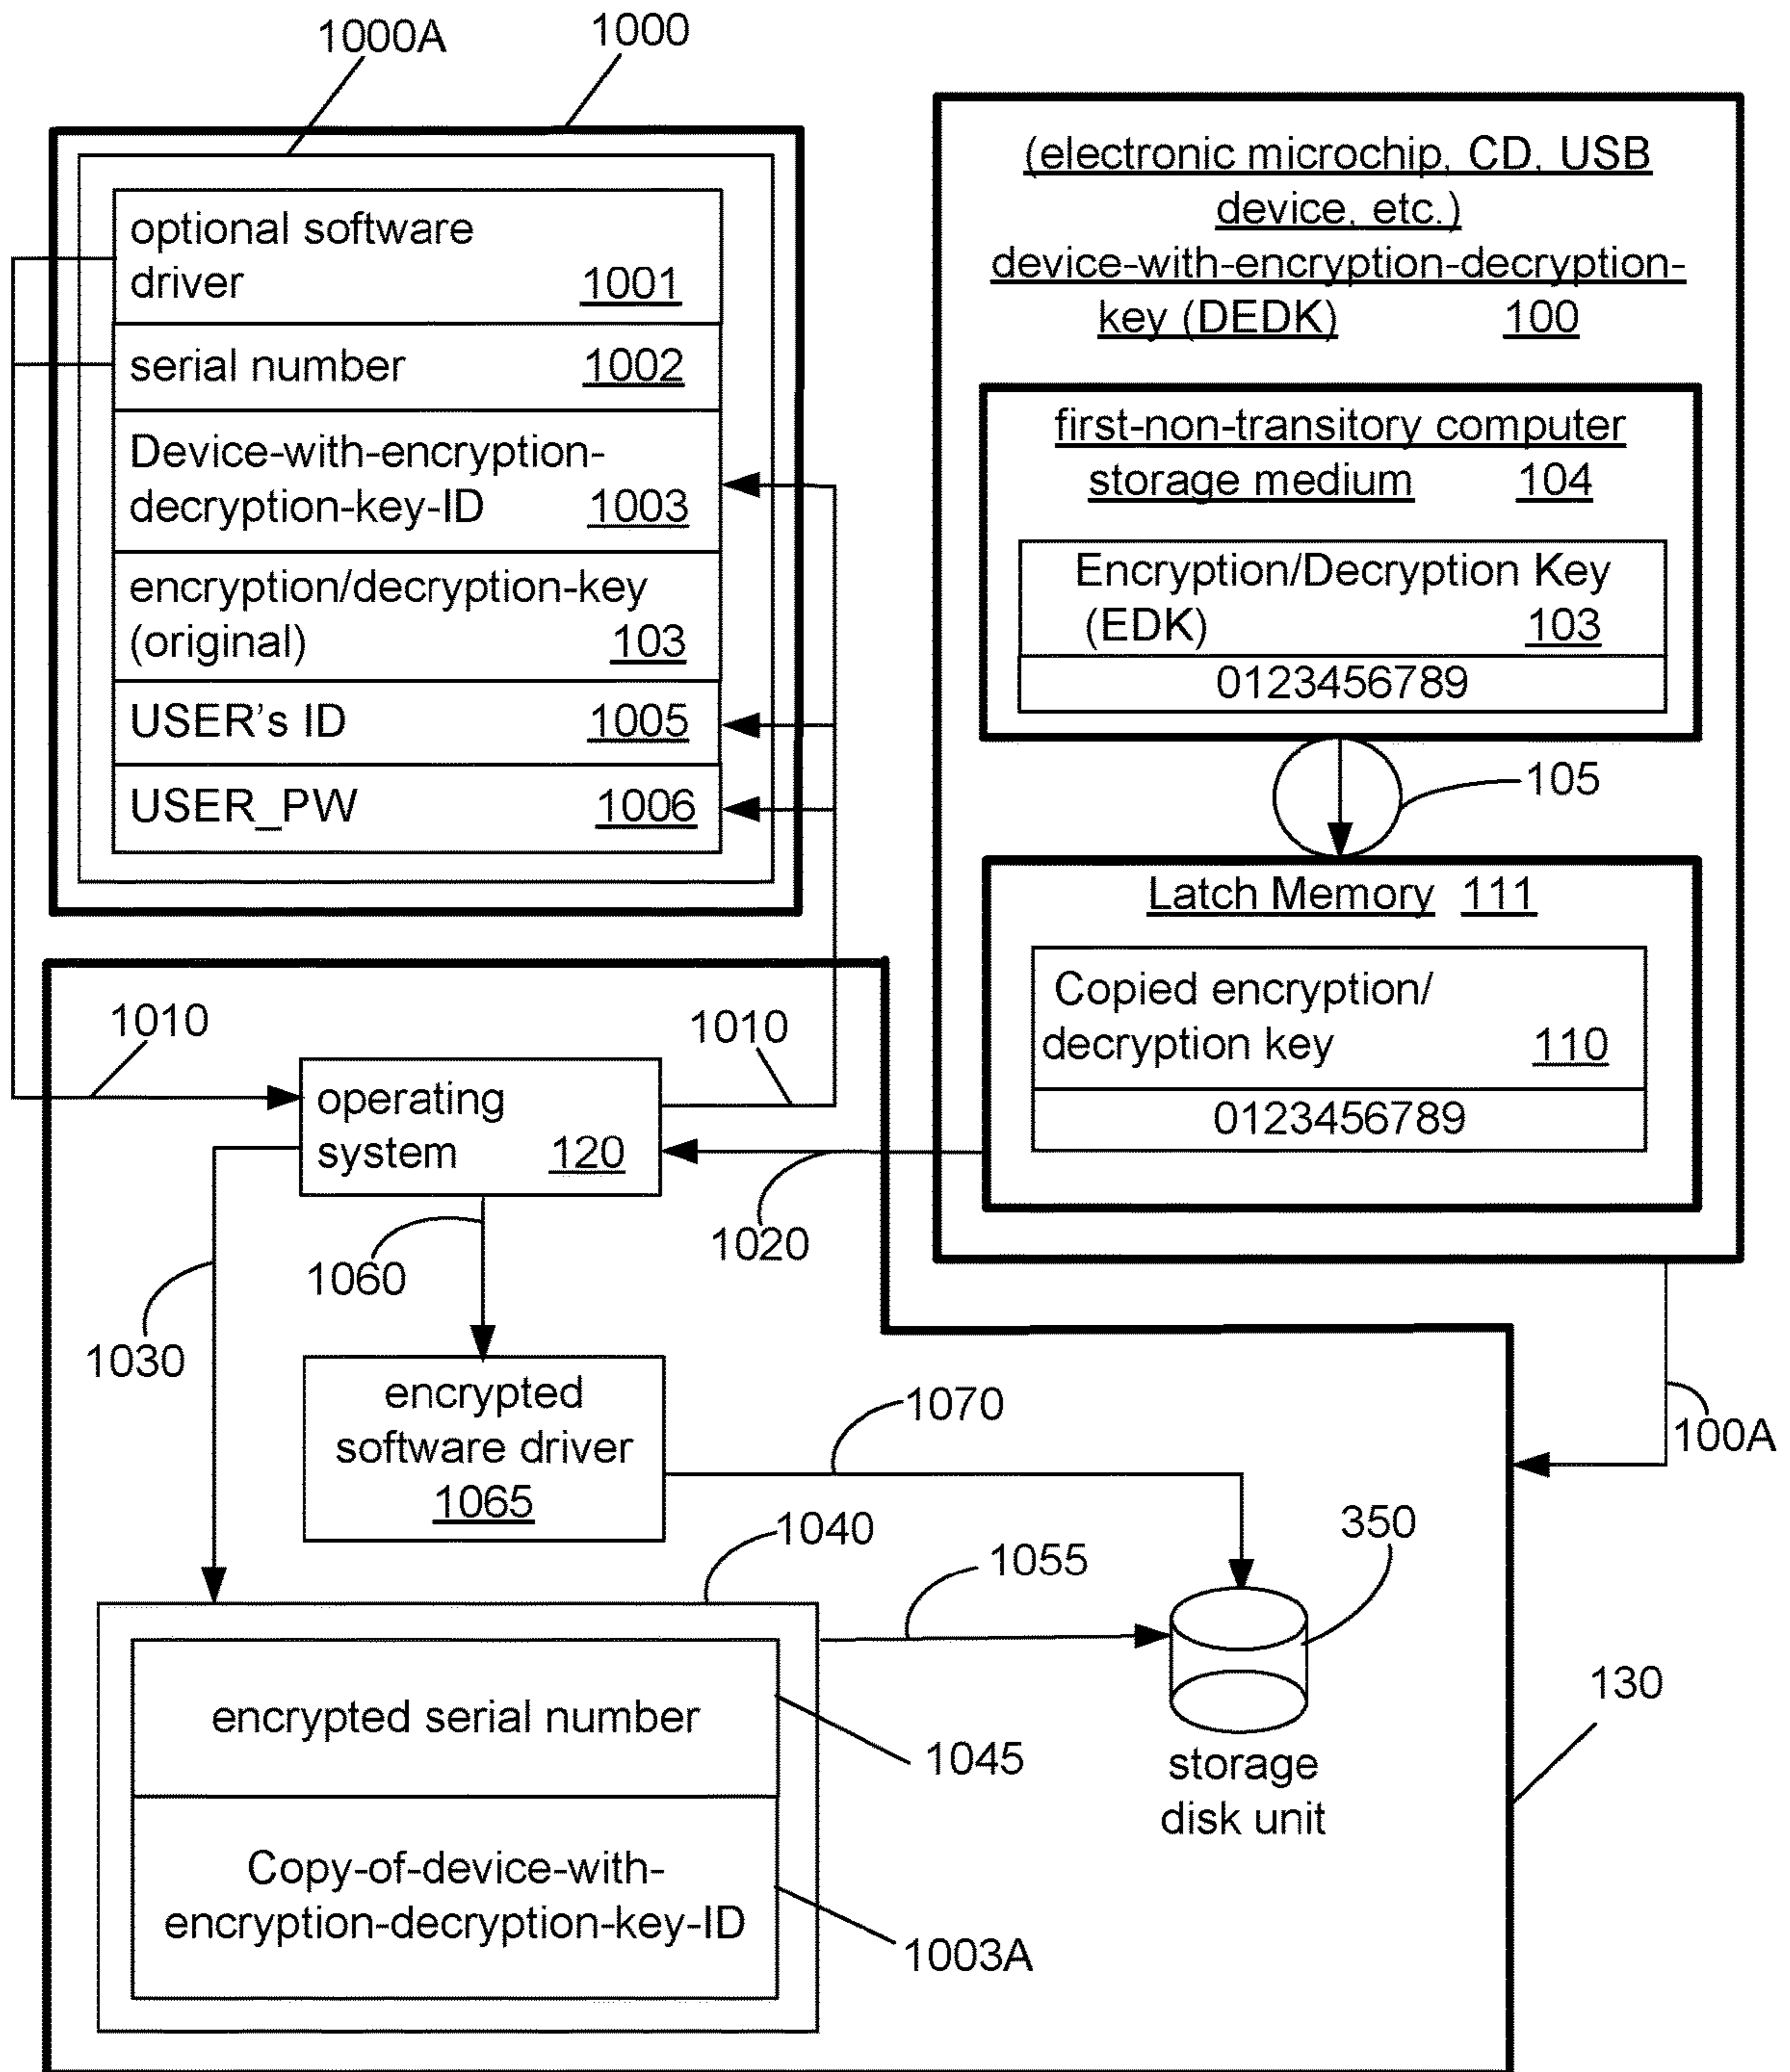 1000A
1000
optional software
driver 1001
serial number 1002
Device-with-encryption-
decryption-key-ID 1003
encryption/decryption-key
(original) 103
USER's ID 1005
USER_PW 1006
(electronic microchip, CD, USB
device, etc.)
device-with-encryption-decryption-
key (DEDK) 100
first-non-transitory computer
storage medium 104
Encryption/Decryption Key
(EDK) 103
0123456789
105
Latch Memory 111
Copied encryption/
decryption key 110
0123456789
1010
1010
operating
system 120
1020
1060
1030
100A
encrypted
software driver
1065
1070
1040
1055
350
encrypted serial number
1045
storage
disk unit
130
Copy-of-device-with-
encryption-decryption-key-ID
1003A